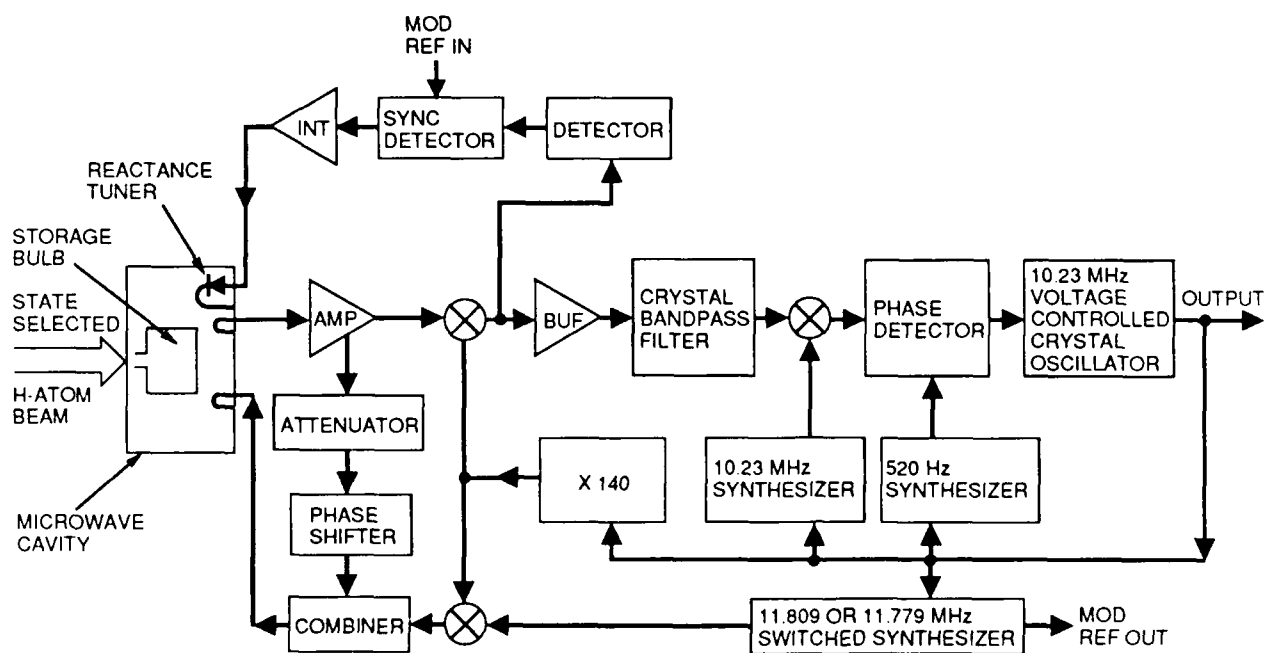 MOD
REF IN
INT
SYNC
DETECTOR
DETECTOR
REACTANCE
TUNER
STORAGE
BULB
STATE
SELECTED
H-ATOM
BEAM
MICROWAVE
CAVITY
AMP
BUF
CRYSTAL
BANDPASS
FILTER
PHASE
DETECTOR
10.23 MHz
VOLTAGE
CONTROLLED
CRYSTAL
OSCILLATOR
OUTPUT
ATTENUATOR
PHASE
SHIFTER
COMBINER
X 140
10.23 MHz
SYNTHESIZER
520 Hz
SYNTHESIZER
11.809 OR 11.779 MHz
SWITCHED SYNTHESIZER
MOD
REF OUT